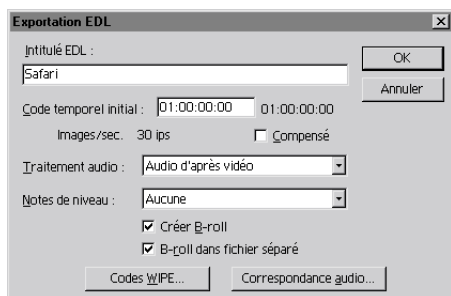 Exportation EDL
Intitulé EDL :
OK
Safari
Annuler
Code temporel initial : 01:00:00:00 01:00:00:00
Images/sec. 30 ips Compensé
Traitement audio : Audio d'après vidéo
Notes de niveau : Aucune
Créer B-roll
B-roll dans fichier séparé
Codes WIPE... Correspondance audio...